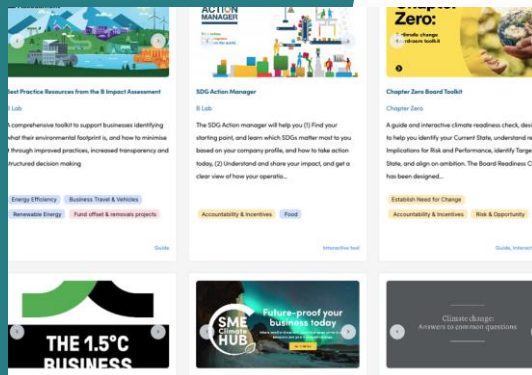 ACTION
MANAGER
Chapter
Zero:
climate change
boardroom toolkit
Best Practice Resources from the B Impact Assessment
B Lab
A comprehensive toolkit to support businesses identifying
what their environmental footprint is, and how to minimise
it through improved practices, increased transparency and
structured decision making
Energy Efficiency
Business Travel & Vehicles
Renewable Energy
Fund offset & removals projects
Guide
SDG Action Manager
B Lab
The SDG Action manager will help you (1) Find your
starting point, and learn which SDGs matter most to you
based on your company profile, and how to take action
today, (2) Understand and share your impact, and get a
clear view of how your operatio...
Accountability & Incentives
Food
Interactive tool
Chapter Zero Board Toolkit
Chapter Zero
A guide and interactive climate readiness check, desi
to help you identify your Current State, understand re
Implications for Risk and Performance, identify Targe
State, and align on ambition. The Board Readiness C
has been designed...
Establish Need for Change
Accountability & Incentives
Risk & Opportunity
Guide, Interact
THE 1.5°C
BUSINESS
SME
Climate
HUB
Future-proof your
business today
Climate change:
Answers to common questions